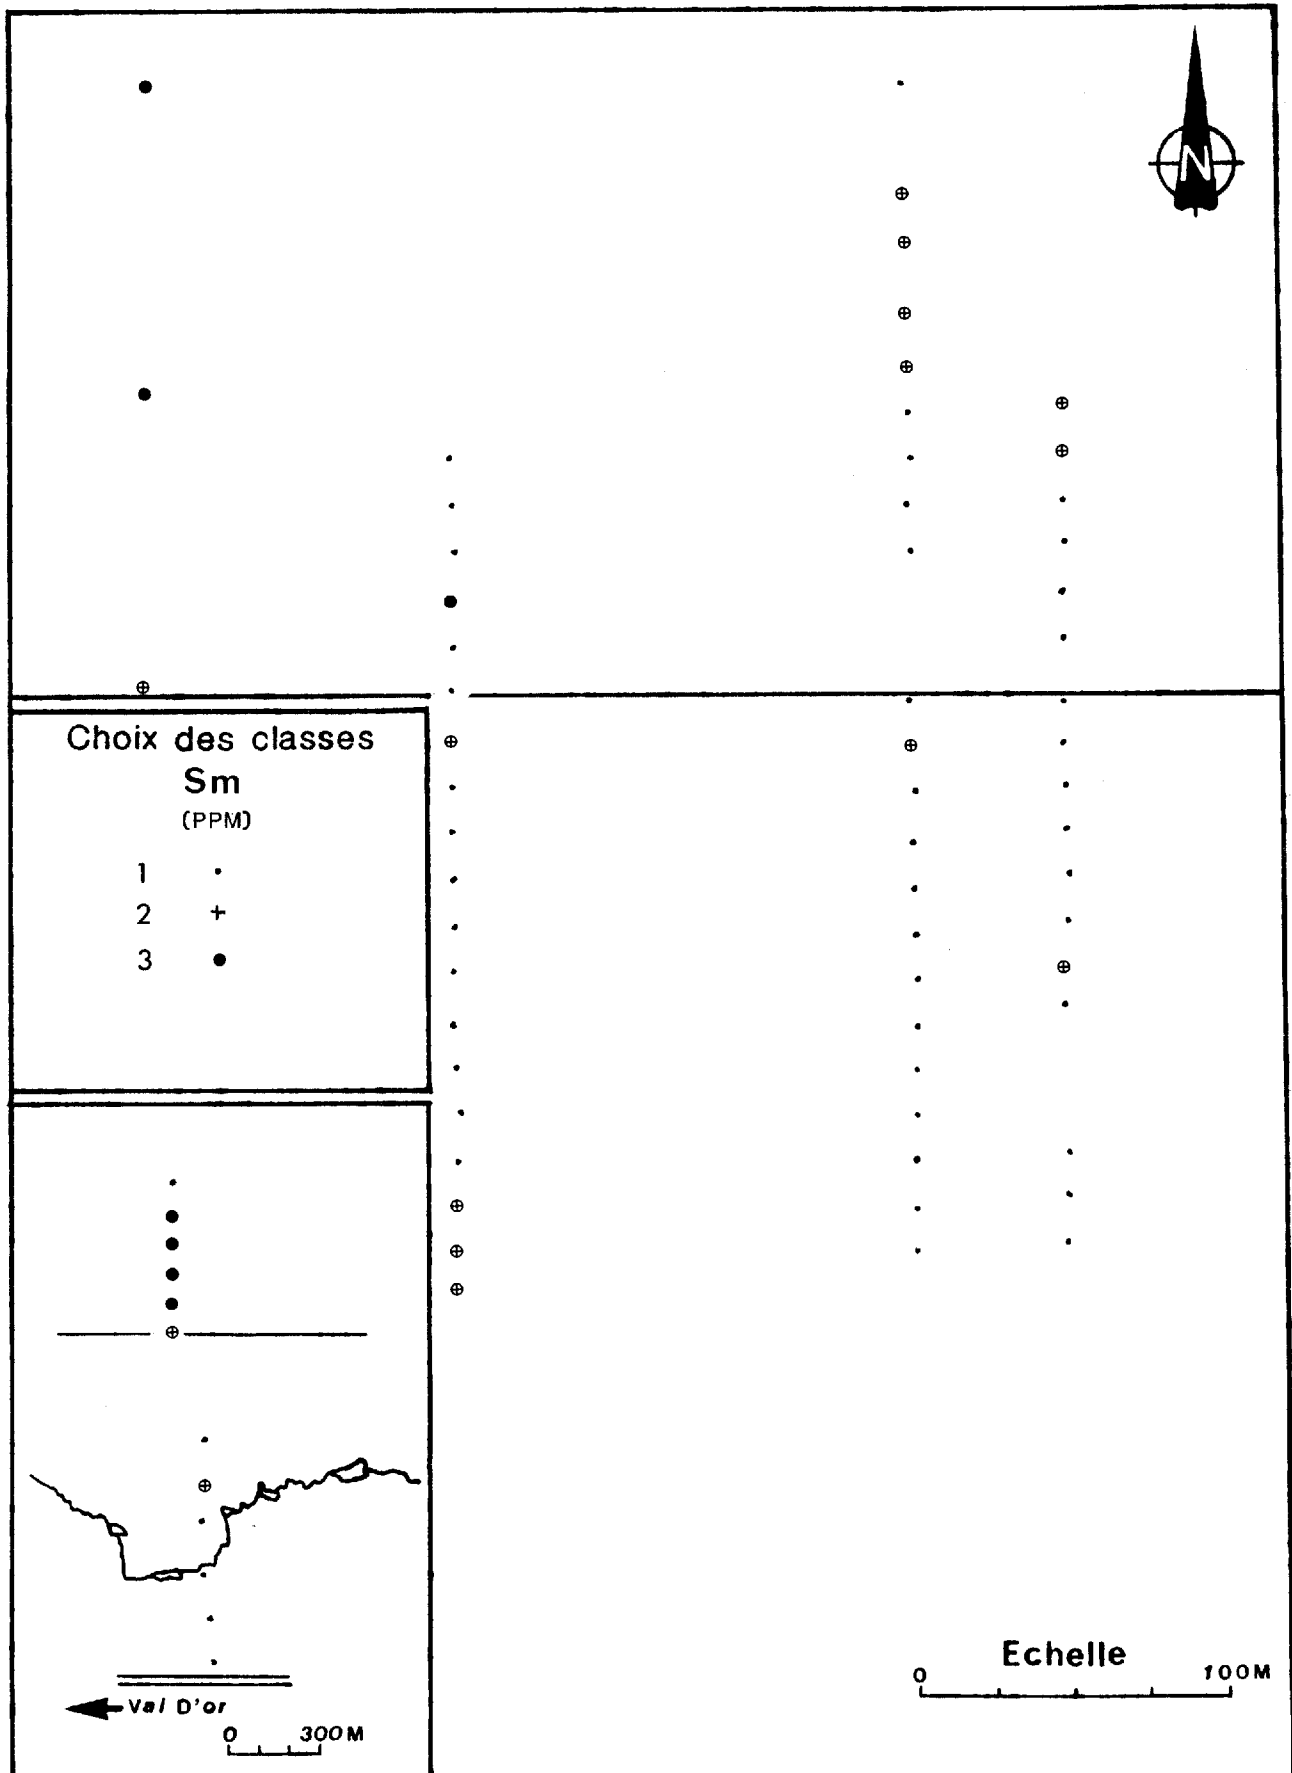 N
Choix des classes
Sm
(PPM)
1
2
3
Val D'or
0 300M
Echelle
0 100M